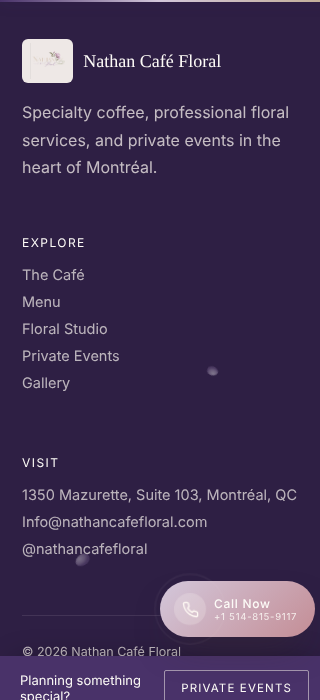 Nathan Café Floral
Specialty coffee, professional floral
services, and private events in the
heart of Montréal.
EXPLORE
The Café
Menu
Floral Studio
Private Events
Gallery
VISIT
1350 Mazurette, Suite 103, Montréal, QC
Info@nathancafefloral.com
@nathancafefloral
Call Now
+1 514-815-9117
© 2026 Nathan Café Floral
Planning something
special?
PRIVATE EVENTS